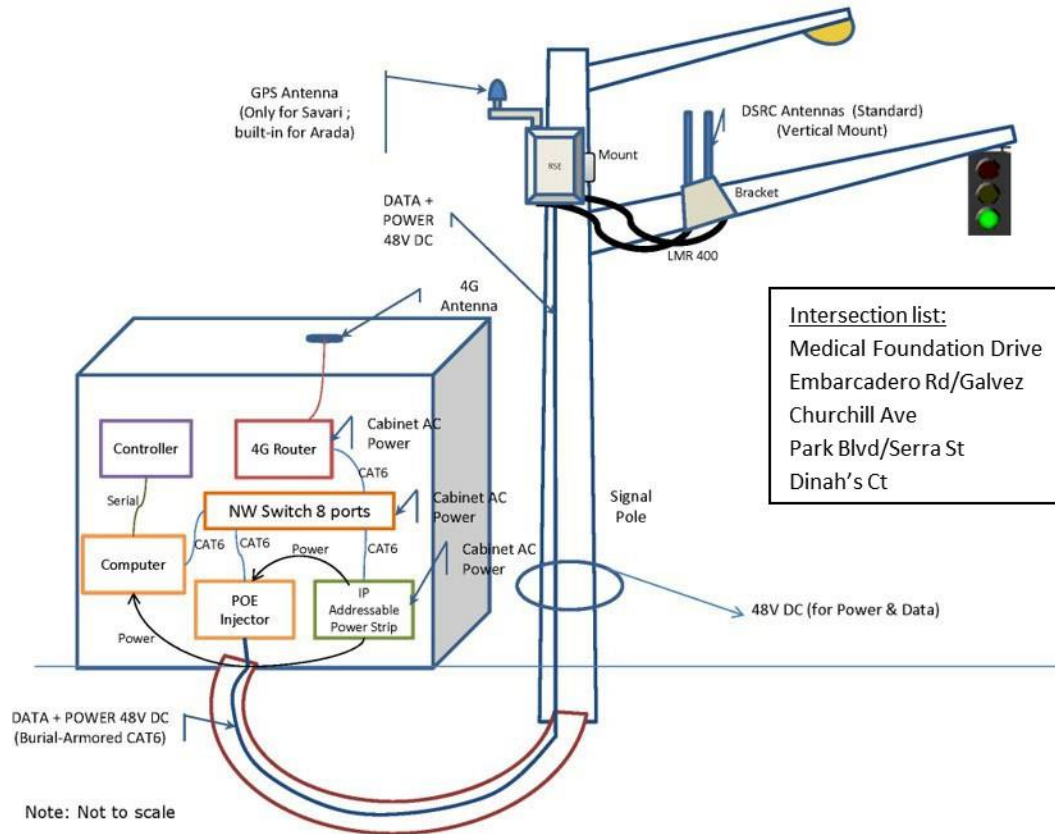 GPS Antenna
(Only for Savari ;
built-in for Arada)
DSRC Antennas (Standard)
(Vertical Mount)
RSE
Mount
Bracket
DATA +
POWER
48V DC
LMR 400
4G
Antenna
Intersection list:
Medical Foundation Drive
Embarcadero Rd/Galvez
Churchill Ave
Park Blvd/Serra St
Dinah's Ct
Controller
4G Router
Cabinet AC
Power
CAT6
Serial
NW Switch 8 ports
Cabinet AC
Power
Signal
Pole
CAT6
CAT6
Power
CAT6
Cabinet AC
Power
Computer
POE
Injector
IP
Addressable
Power Strip
Power
48V DC (for Power & Data)
DATA + POWER 48V DC
(Burial-Armored CAT6)
Note: Not to scale